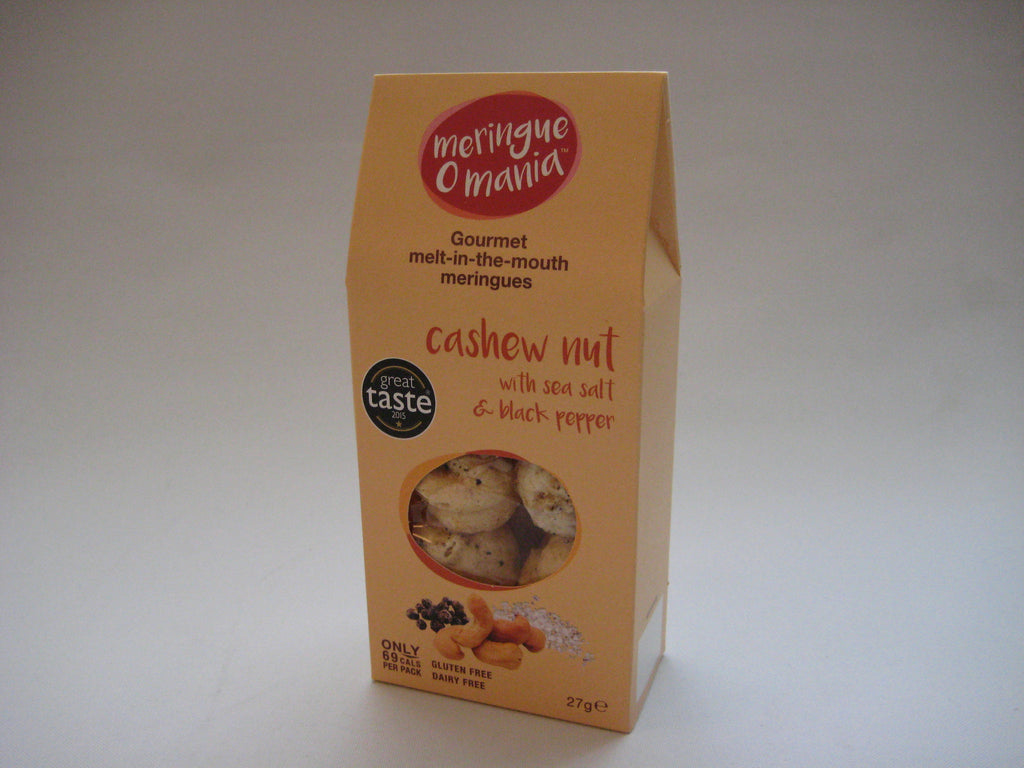 meringue
O mania™
Gourmet
melt-in-the-mouth
meringues
cashew nut
with sea salt
& black pepper
great
taste®
2015
ONLY
69 CALS
PER PACK
GLUTEN FREE
DAIRY FREE
27g℮